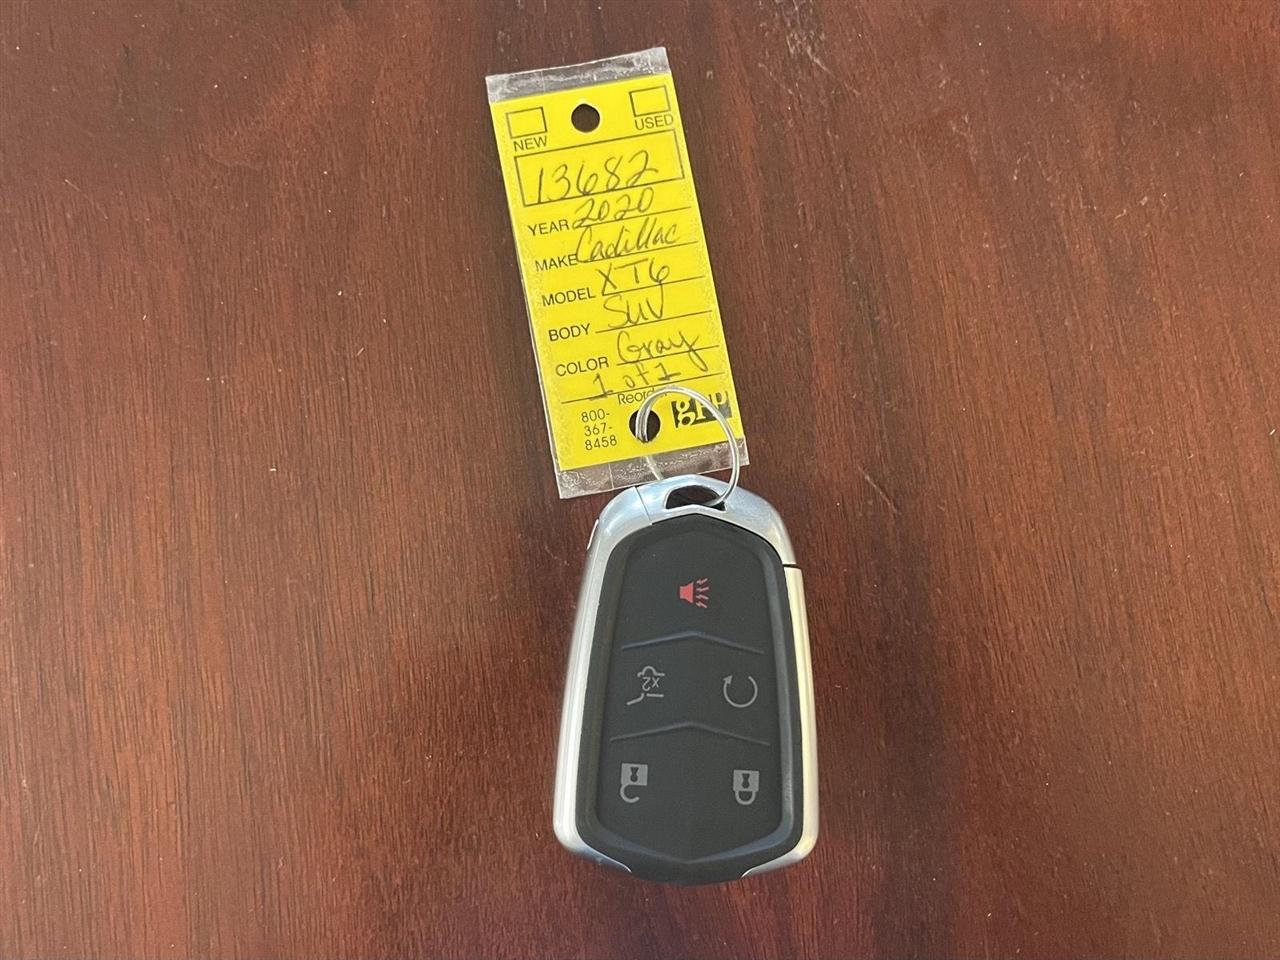 NEW USED
13682
YEAR 2020
MAKE Cadillac
MODEL XT6
BODY SUV
COLOR Gray
1 of 1
800-
367-
8458
x2